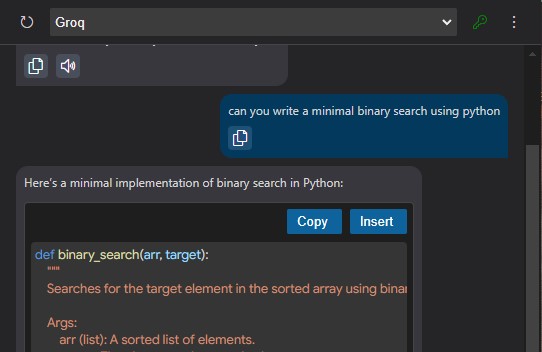 Groq
can you write a minimal binary search using python
Here's a minimal implementation of binary search in Python:
Copy Insert
def binary_search(arr, target):
"""
Searches for the target element in the sorted array using
Args:
arr (list): A sorted list of elements.